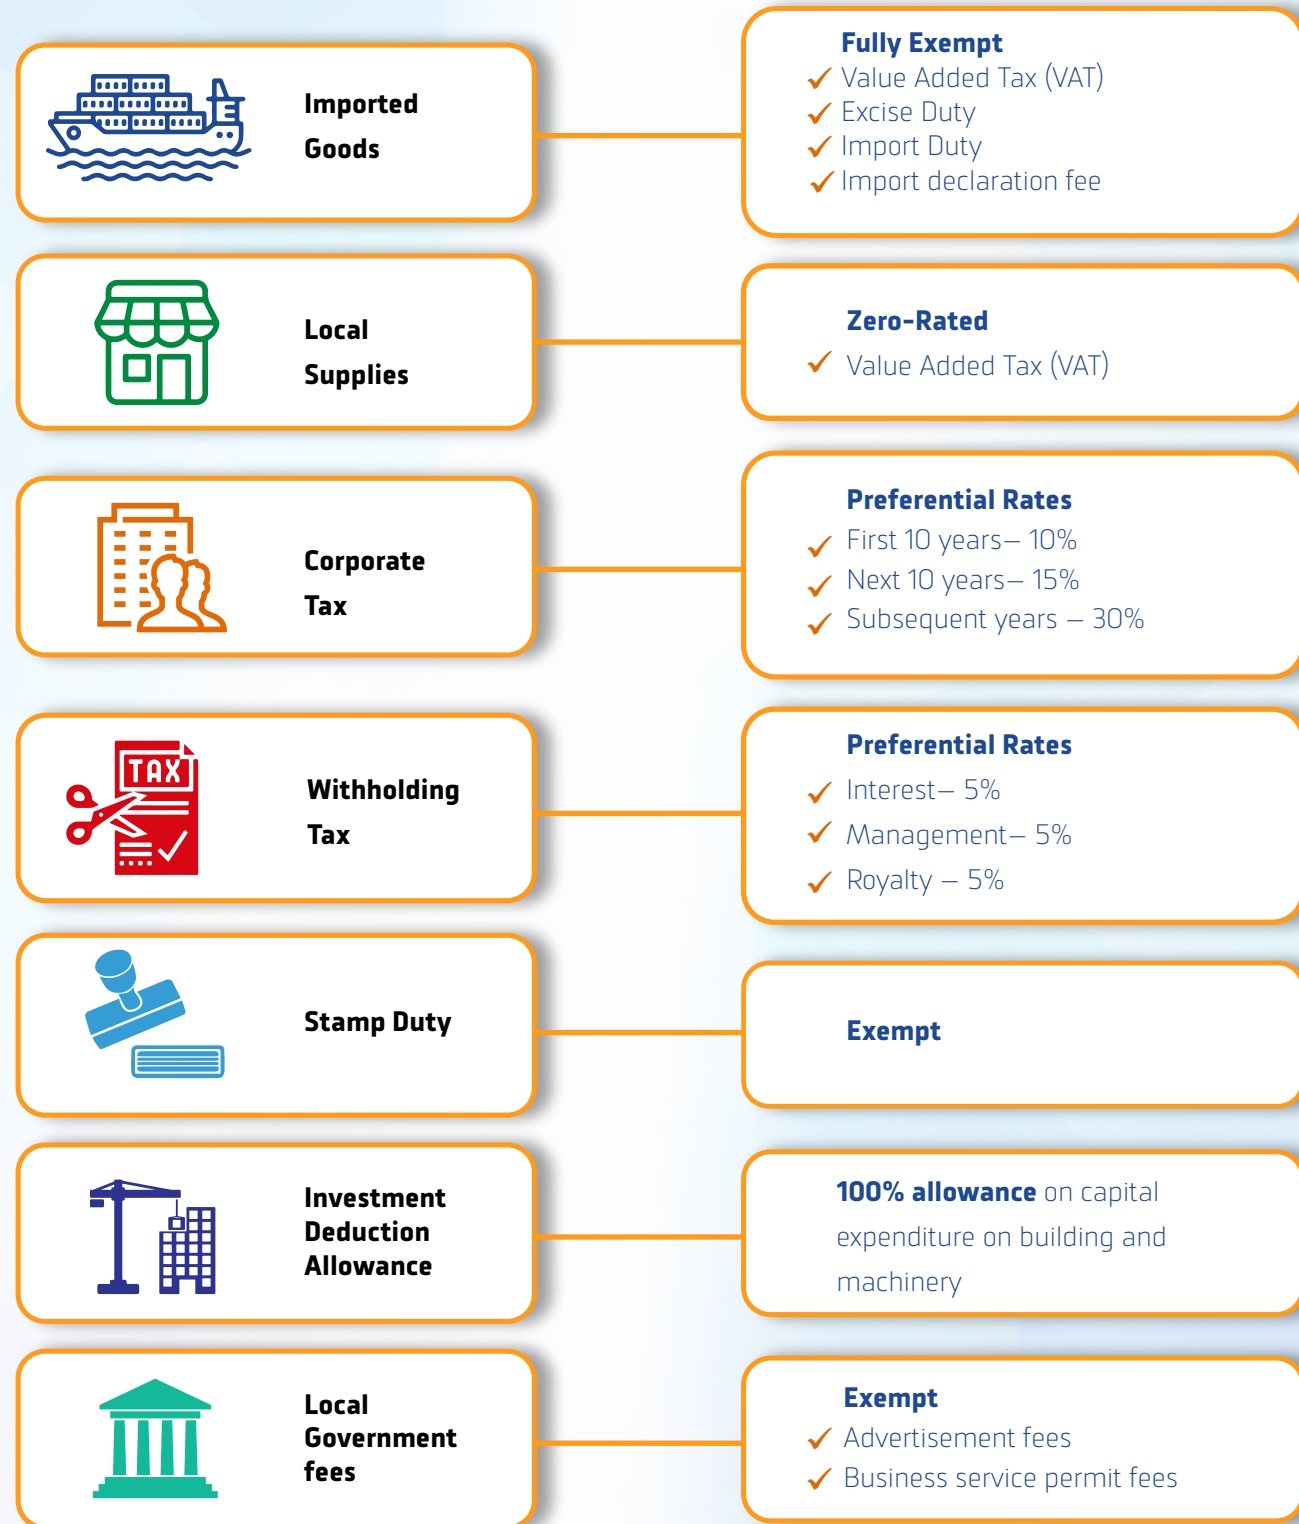 Imported
Goods
Fully Exempt
Value Added Tax (VAT)
Excise Duty
Import Duty
Import declaration fee
Local
Supplies
Zero-Rated
Value Added Tax (VAT)
Corporate
Tax
Preferential Rates
First 10 years– 10%
Next 10 years– 15%
Subsequent years – 30%
TAX
Withholding
Tax
Preferential Rates
Interest– 5%
Management– 5%
Royalty – 5%
Stamp Duty
Exempt
Investment
Deduction
Allowance
100% allowance on capital
expenditure on building and
machinery
Local
Government
fees
Exempt
Advertisement fees
Business service permit fees